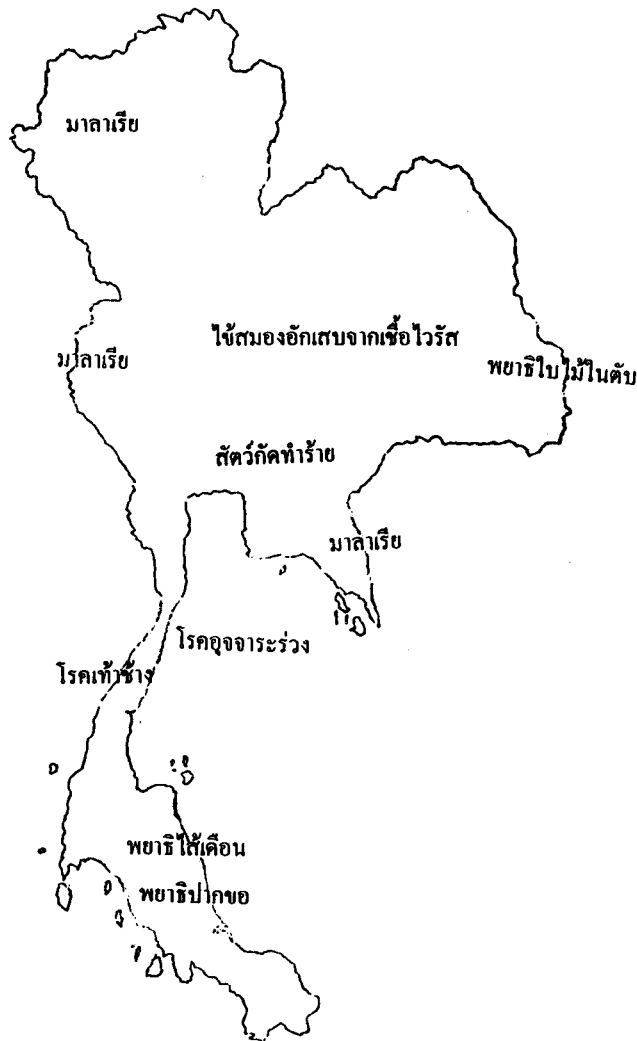 มาลาเรีย
ไข้สมองอักเสบจากเชื้อไวรัส
มาลาเรีย
พยาธิใบไม้ในตับ
สัตว์กัดทำร้าย
มาลาเรีย
โรคอุจจาระร่วง
โรคเท้าช้าง
พยาธิไส้เดือน
พยาธิปากขอ